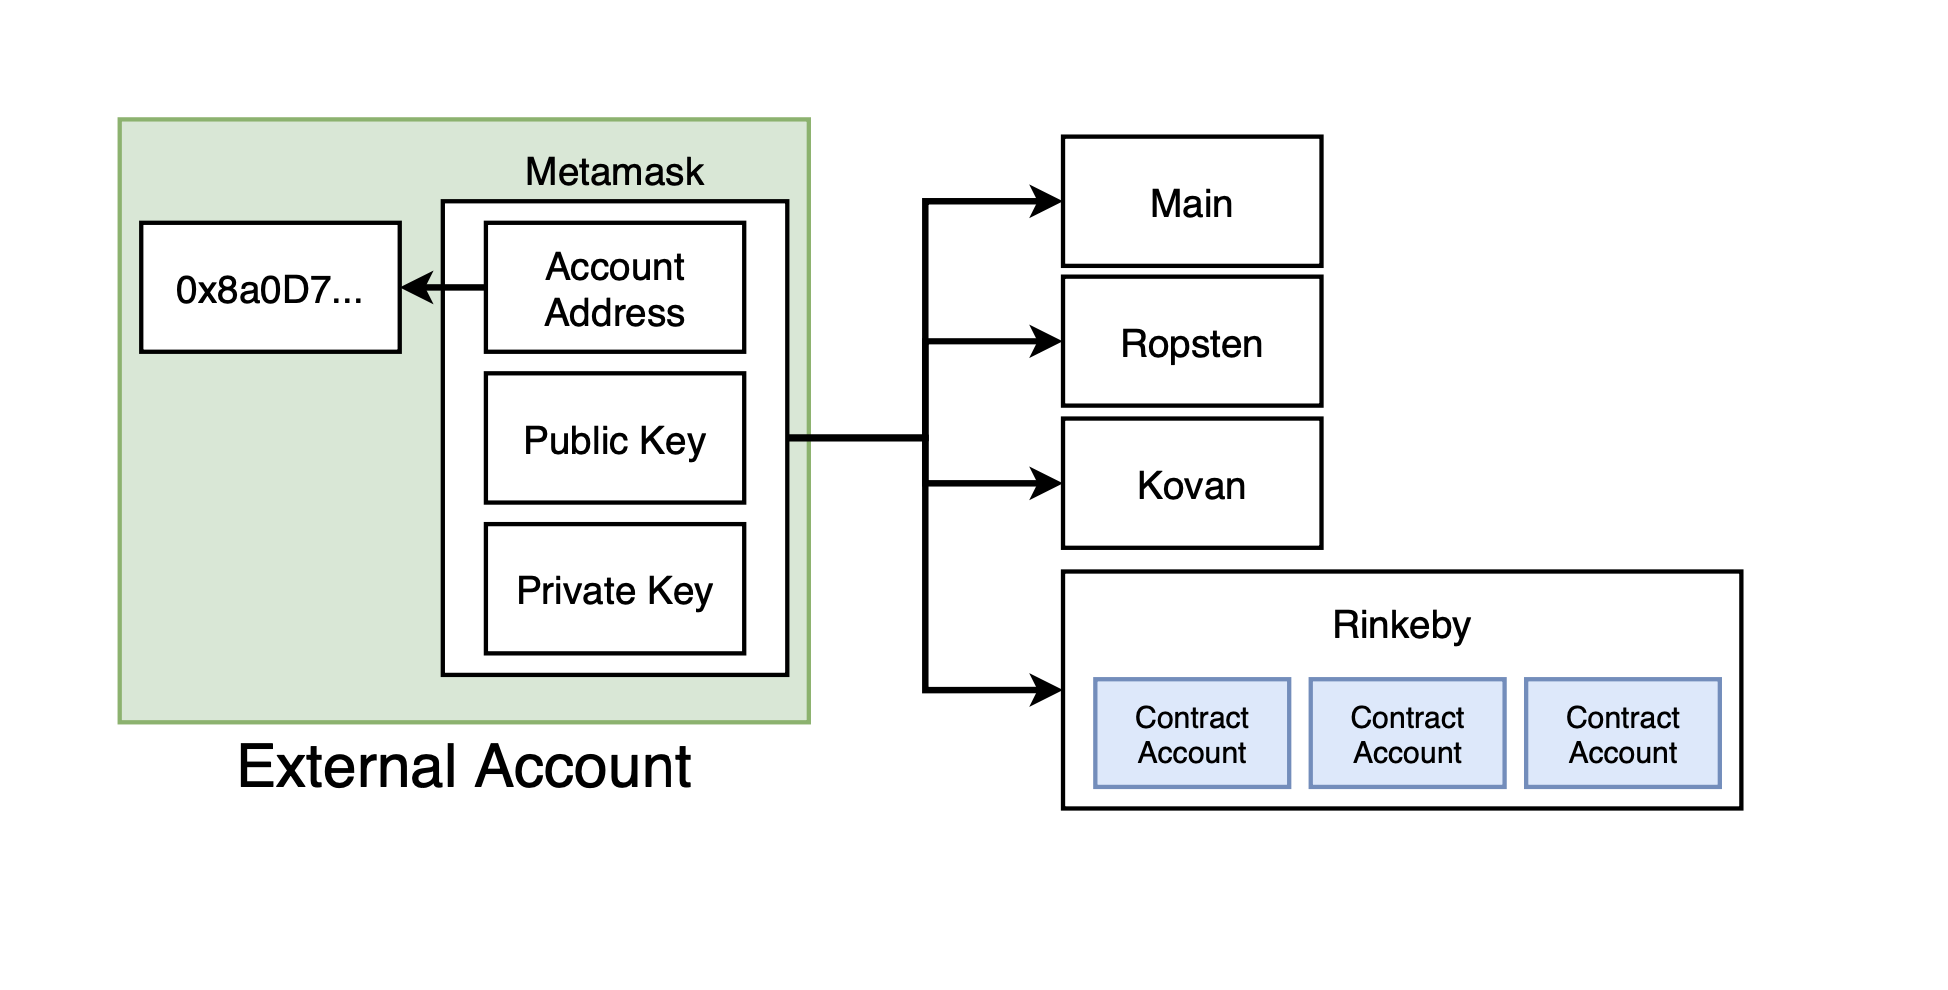 Metamask
0x8a0D7...
Account
Address
Public Key
Private Key
External Account
Main
Ropsten
Kovan
Rinkeby
Contract
Account
Contract
Account
Contract
Account